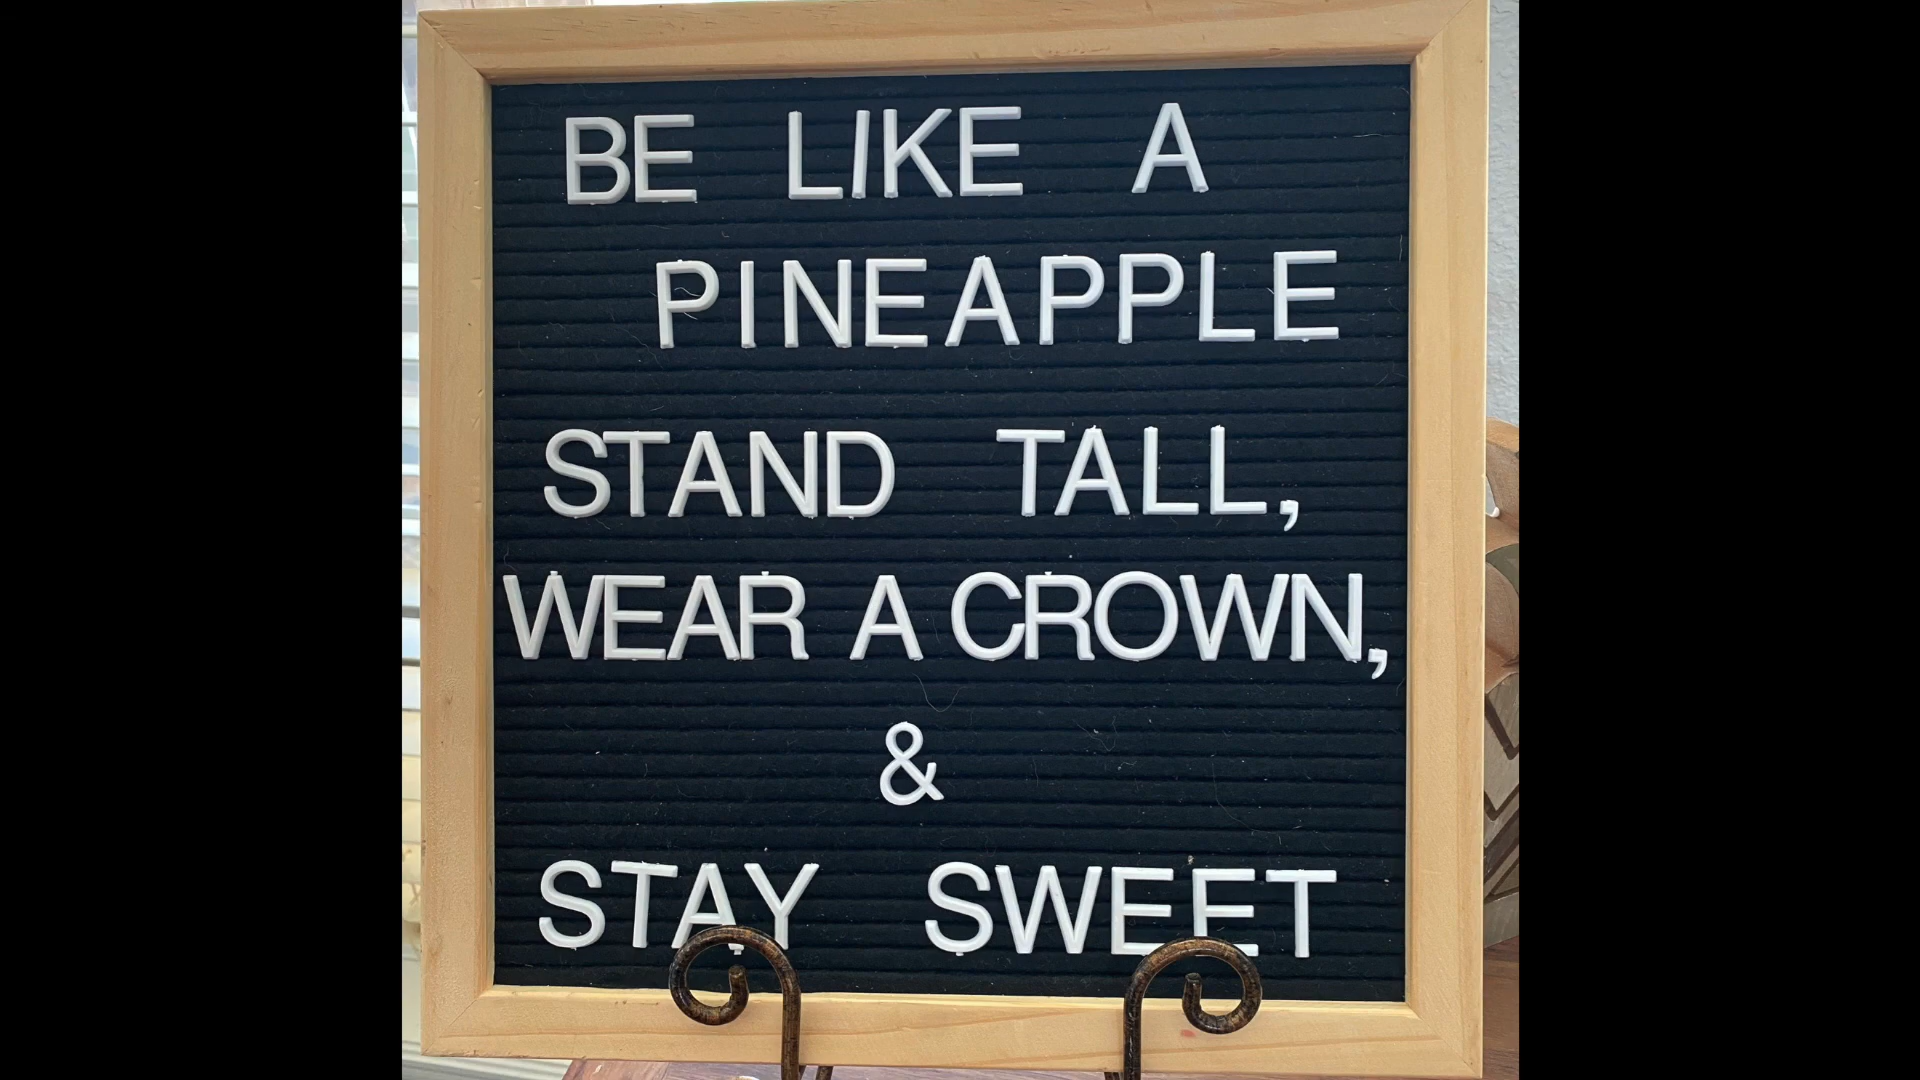 BE LIKE A
PINEAPPLE
STAND TALL,
WEAR A CROWN,
&
STAY SWEET